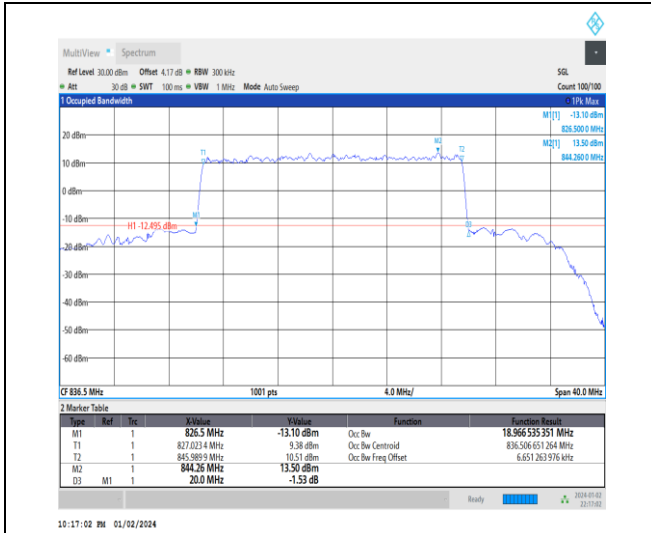 MultiView Spectrum
Ref Level 30.00 dBm Offset 4.17 dB RBW 300 kHz SGL
Att 30 dB SWT 100 ms VBW 1 MHz Mode Auto Sweep Count 100/100
1 Occupied Bandwidth 1Pk Max
M1[1] -13.10 dBm
826.500 0 MHz
M2[1] 13.50 dBm
844.260 0 MHz
20 dBm
M2
T1 T2
10 dBm
0 dBm
-10 dBm
M1
H1 -12.495 dBm
D3
-20 dBm
-30 dBm
-40 dBm
-50 dBm
-60 dBm
CF 836.5 MHz 1001 pts 4.0 MHz/ Span 40.0 MHz
2 Marker Table
Type Ref Trc X-Value Y-Value Function Function Result
M1 1 826.5 MHz -13.10 dBm Occ Bw 18.966 535 351 MHz
T1 1 827.023 4 MHz 9.38 dBm Occ Bw Centroid 836.506 651 264 MHz
T2 1 845.989 9 MHz 10.51 dBm Occ Bw Freq Offset 6.651 263 976 kHz
M2 1 844.26 MHz 13.50 dBm
D3 M1 1 20.0 MHz -1.53 dB
Ready 2024-01-02
22:17:02
10:17:02 PM 01/02/2024